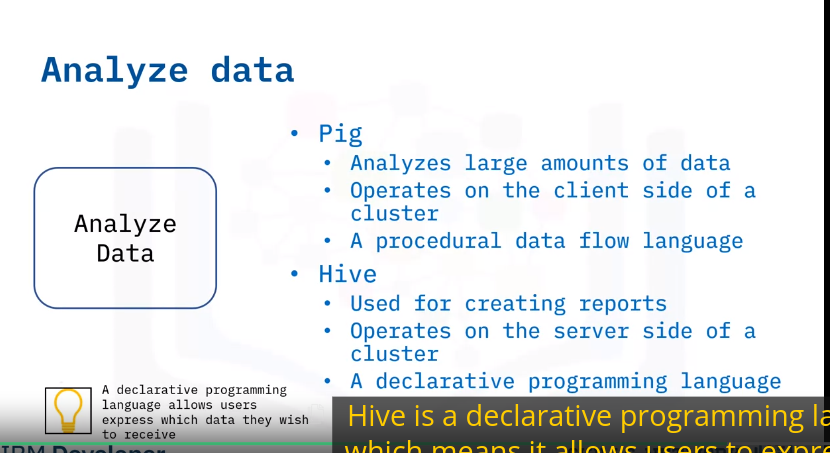 Analyze data
• Pig
• Analyzes large amounts of data
• Operates on the client side of a
cluster
• A procedural data flow language
• Hive
• Used for creating reports
• Operates on the server side of a
cluster
• A declarative programming language
Analyze
Data
A declarative programming
language allows users
express which data they wish
to receive
IBM Developer
Hive is a declarative programming la
which means it allows users to expre